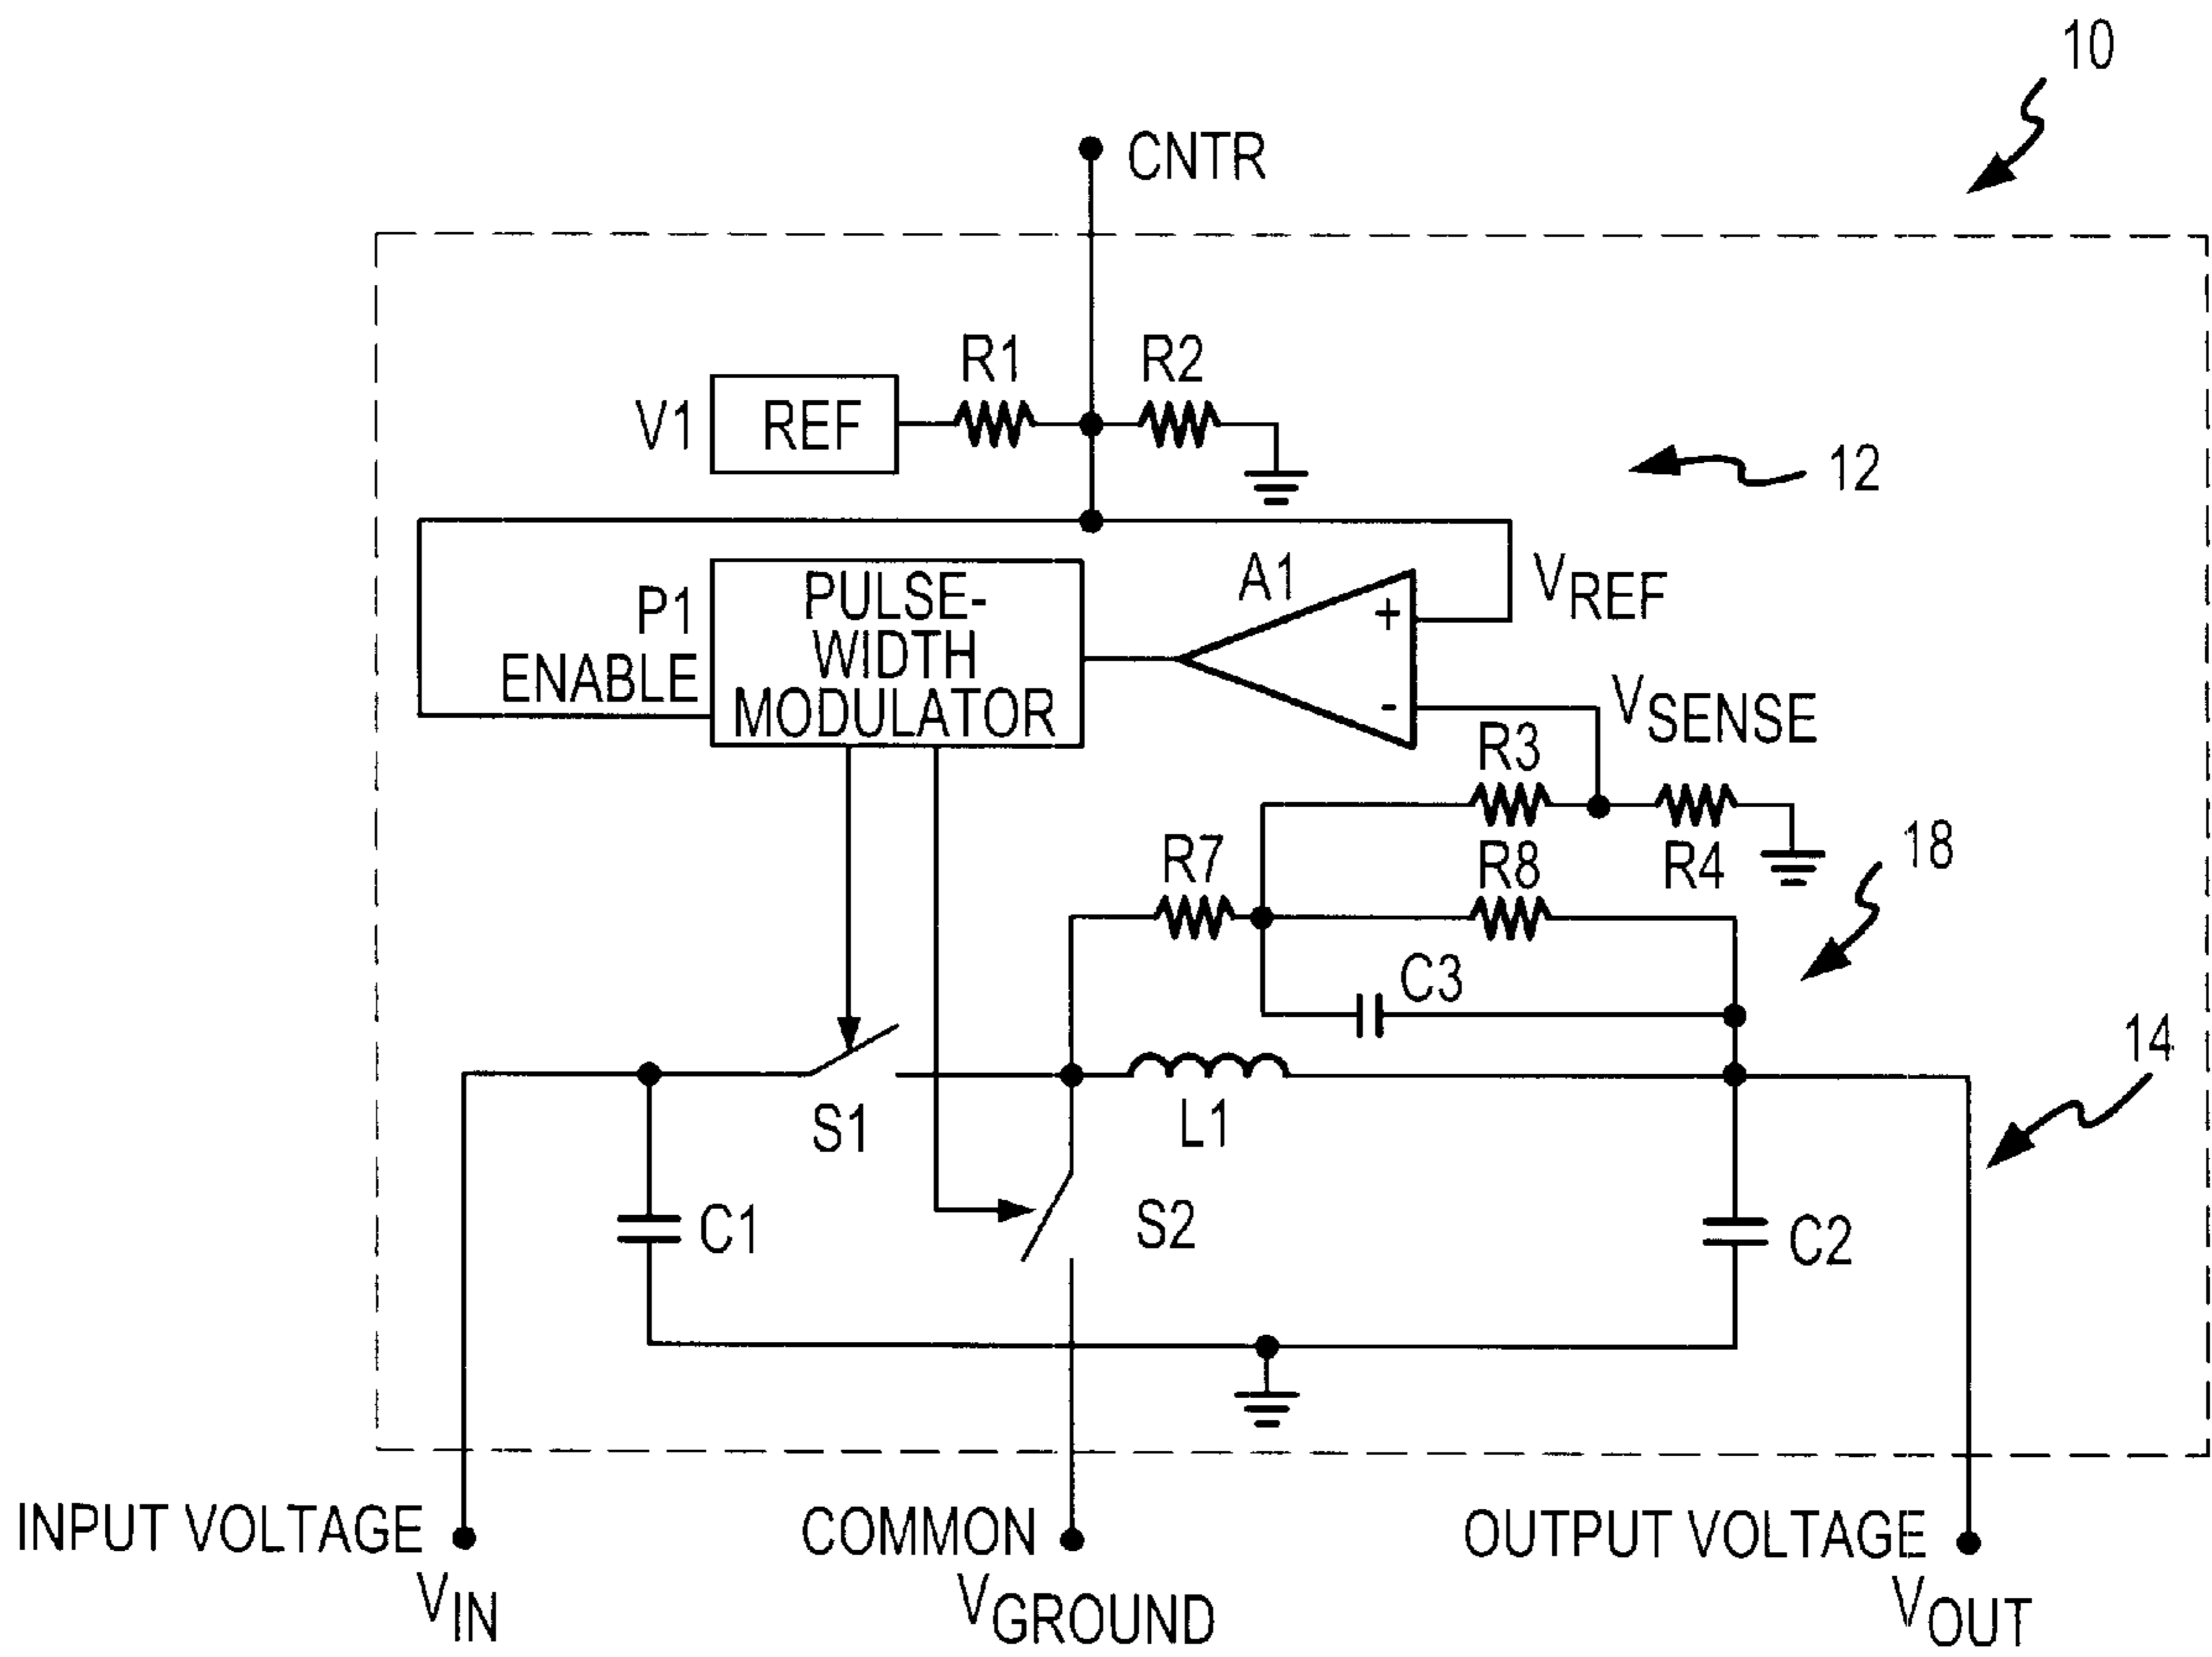 10
CNTR
R1
R2
V1
REF
12
P1
ENABLE
PULSE-
WIDTH
MODULATOR
A1
+
-
VREF
VSENSE
R3
R4
R7
R8
18
C3
14
S1
L1
C1
S2
C2
INPUT VOLTAGE
VIN
COMMON
VGROUND
OUTPUT VOLTAGE
VOUT